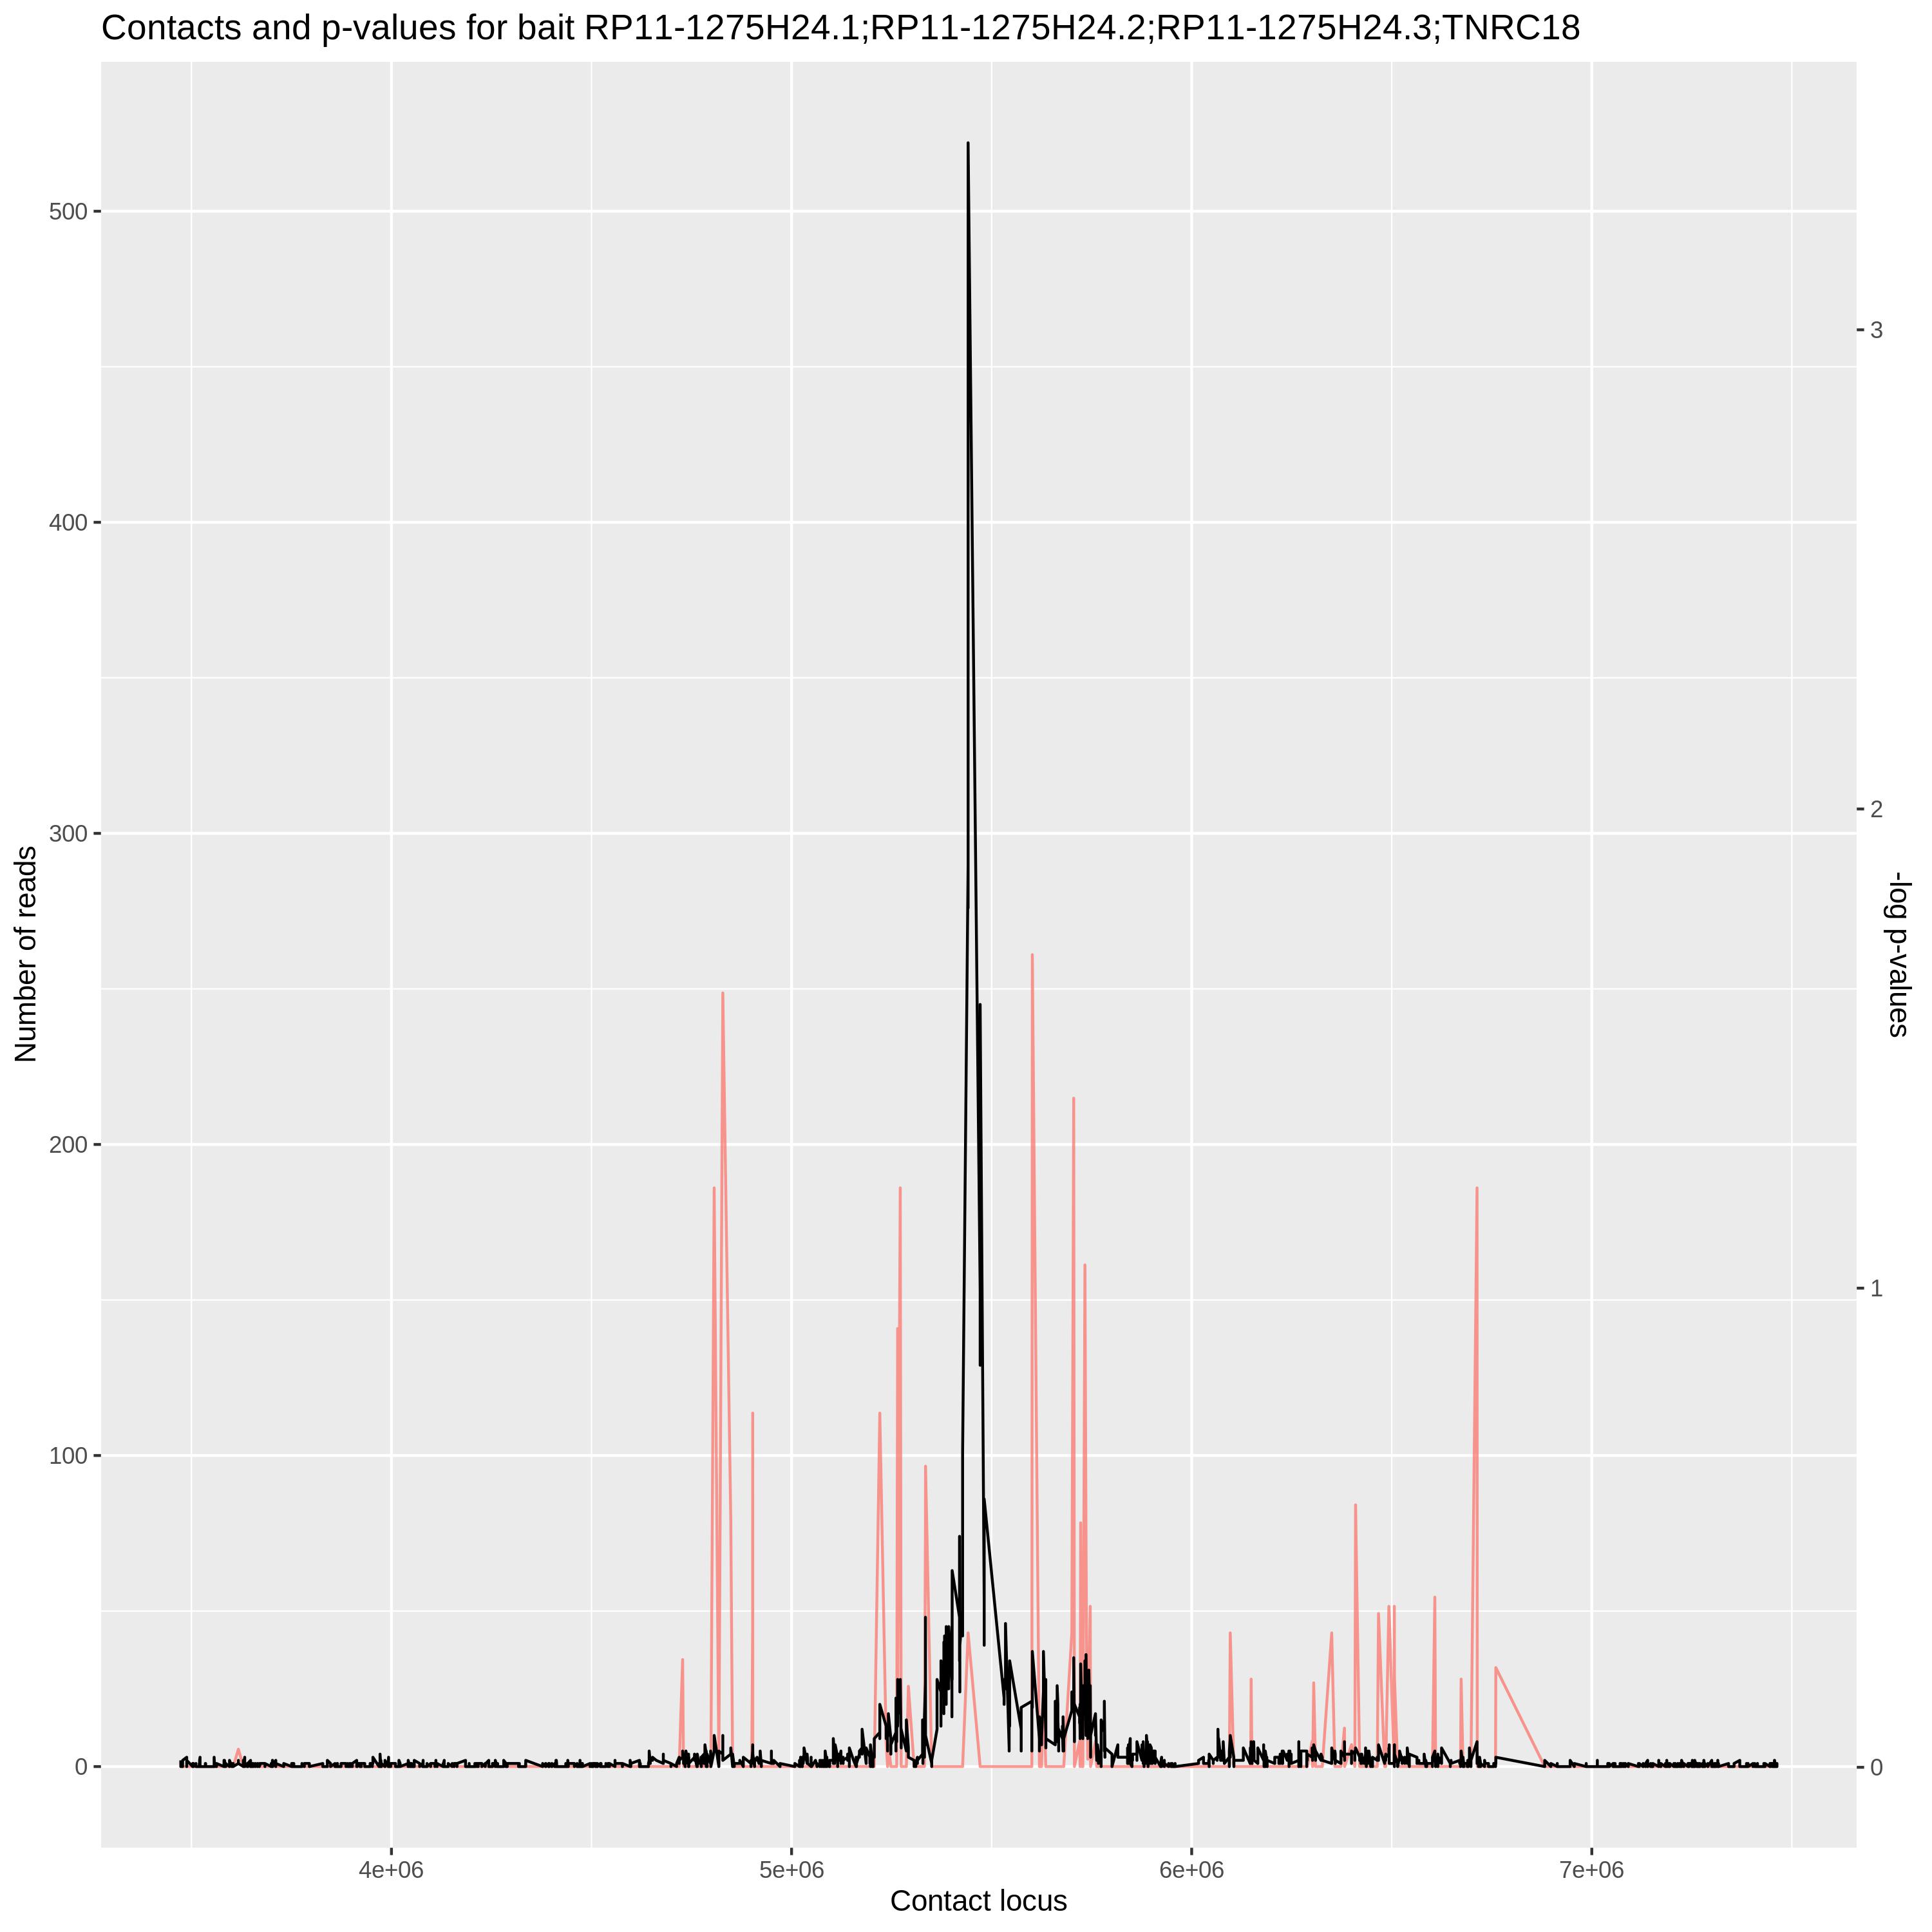 Contacts and p-values for bait RP11-1275H24.1;RP11-1275H24.2;RP11-1275H24.3;TNRC18
500
400
300
200
100
0
Number of reads
3
2
1
0
-log p-values
4e+06 5e+06 6e+06 7e+06
Contact locus